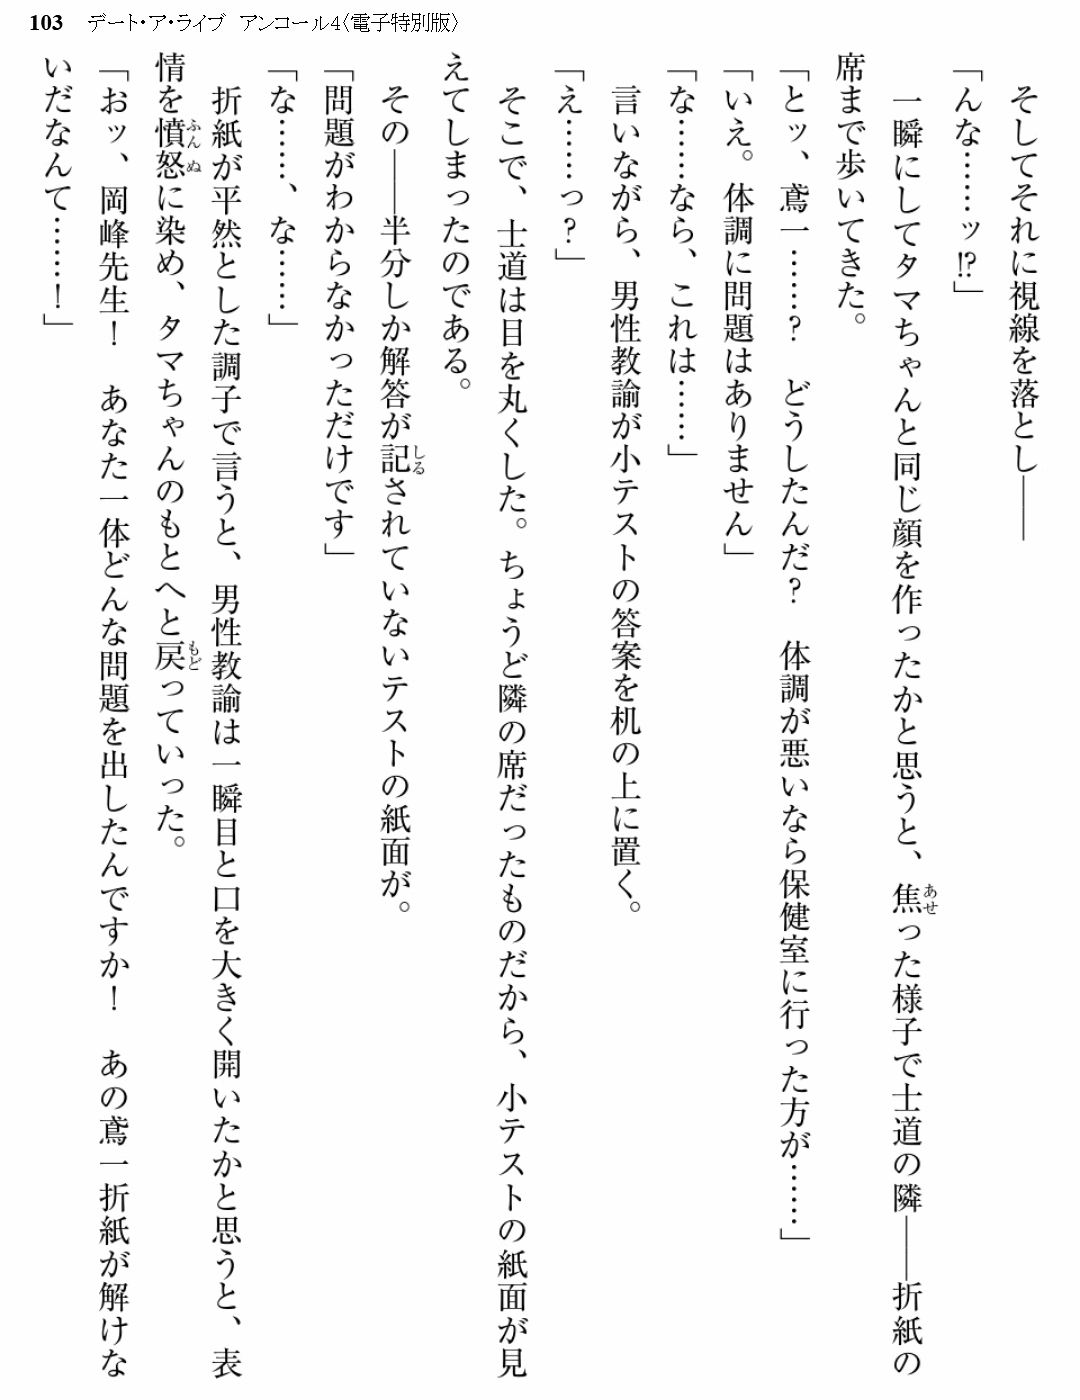 103 デート・ア・ライブ アンコール4〈電子特別版〉
そしてそれに視線を落とし――
「んな……ッ!?」
一瞬にしてタマちゃんと同じ顔を作ったかと思うと、焦った様子で士道の隣――折紙の
席まで歩いてきた。
「とッ、鳶一……？　どうしたんだ？　体調が悪いなら保健室に行った方が……」
「いえ。体調に問題はありません」
「な……なら、これは……」
言いながら、男性教諭が小テストの答案を机の上に置く。
「え……っ？」
そこで、士道は目を丸くした。ちょうど隣の席だったものだから、小テストの紙面が見
えてしまったのである。
その――半分しか解答が記されていないテストの紙面が。
「問題がわからなかっただけです」
「な……、な……」
折紙が平然とした調子で言うと、男性教諭は一瞬目と口を大きく開いたかと思うと、表
情を憤怒に染め、タマちゃんのもとへと戻っていった。
「おッ、岡峰先生！　あなた一体どんな問題を出したんですか！　あの鳶一折紙が解けな
いだなんて……！」